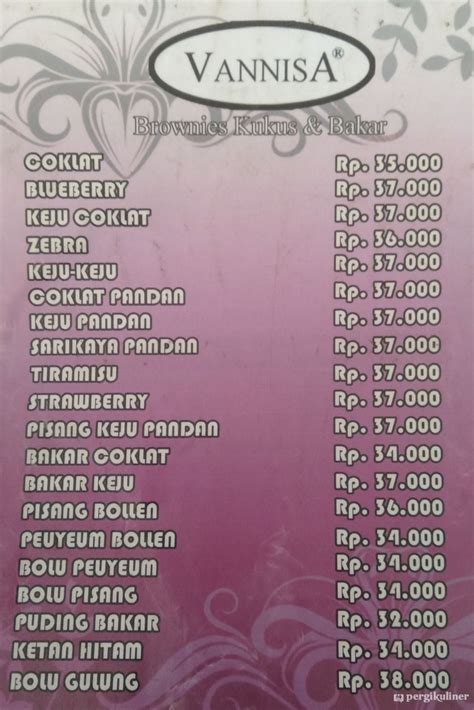 VANNISA®
Brownies Kukus & Bakar
COKLAT Rp. 35.000
BLUEBERRY Rp. 37.000
KEJU COKLAT Rp. 37.000
ZEBRA Rp. 36.000
KEJU-KEJU Rp. 37.000
COKLAT PANDAN Rp. 37.000
KEJU PANDAN Rp. 37.000
SARIKAYA PANDAN Rp. 37.000
TIRAMISU Rp. 37.000
STRAWBERRY Rp. 37.000
PISANG KEJU PANDAN Rp. 37.000
BAKAR COKLAT Rp. 34.000
BAKAR KEJU Rp. 37.000
PISANG BOLLEN Rp. 36.000
PEUYEUM BOLLEN Rp. 34.000
BOLU PEUYEUM Rp. 34.000
BOLU PISANG Rp. 34.000
PUDING BAKAR Rp. 32.000
KETAN HITAM Rp. 34.000
BOLU GULUNG Rp. 38.000
pergikuliner